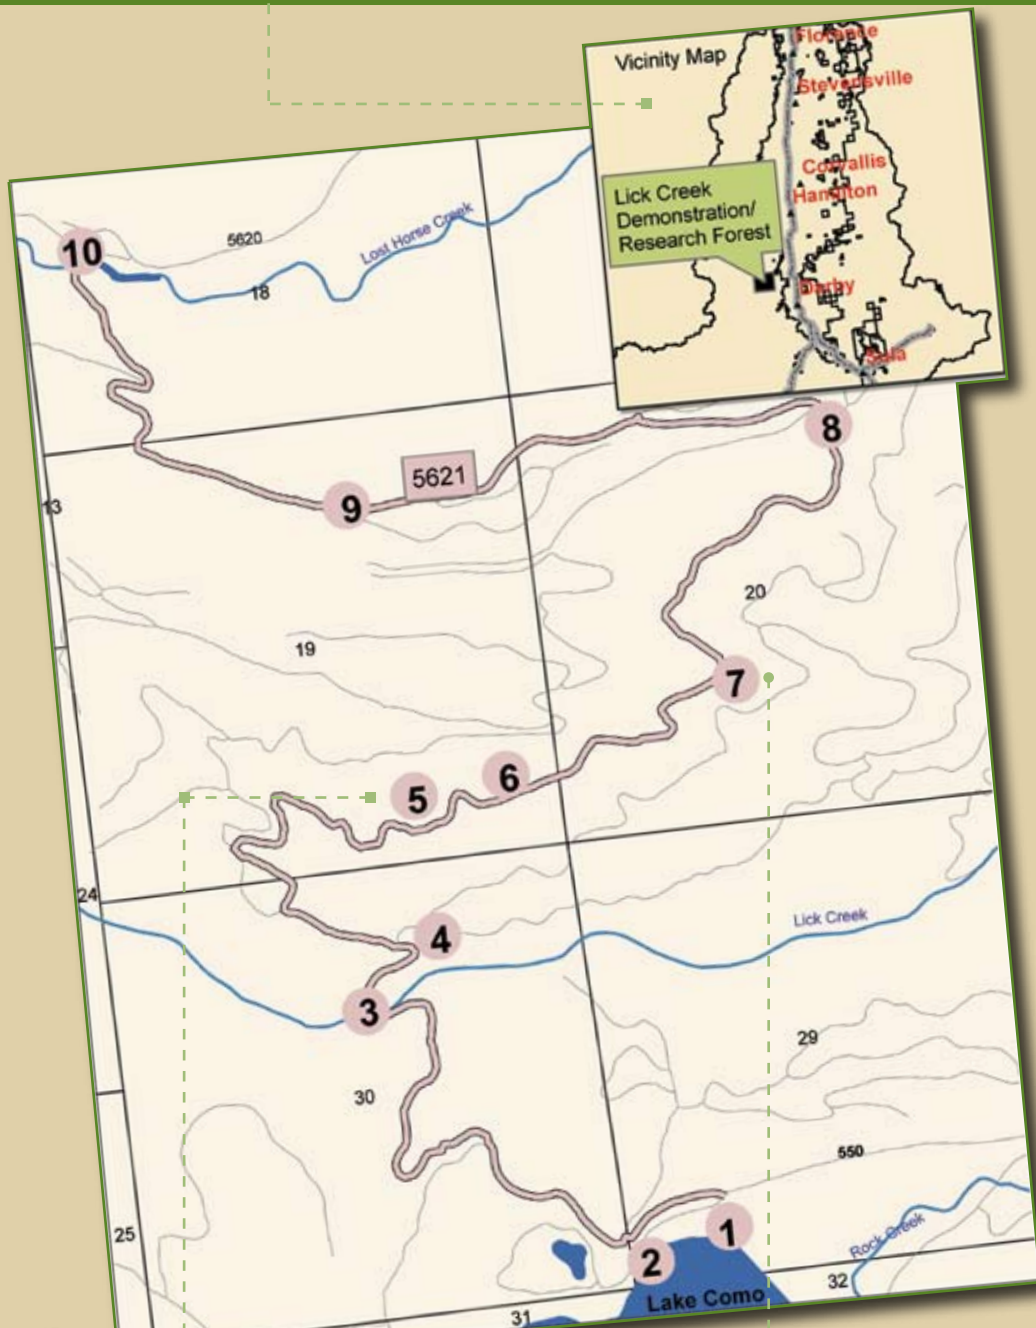 Vicinity Map
Florence
Stevensville
Corvallis
Hamilton
Lick Creek
Demonstration/
Research Forest
Darby
Sula
10
5620
Lost Horse Creek
18
8
5621
9
13
20
19
7
6
5
24
4
Lick Creek
3
29
30
550
25
1
Rock Creek
2
32
Lake Como
31